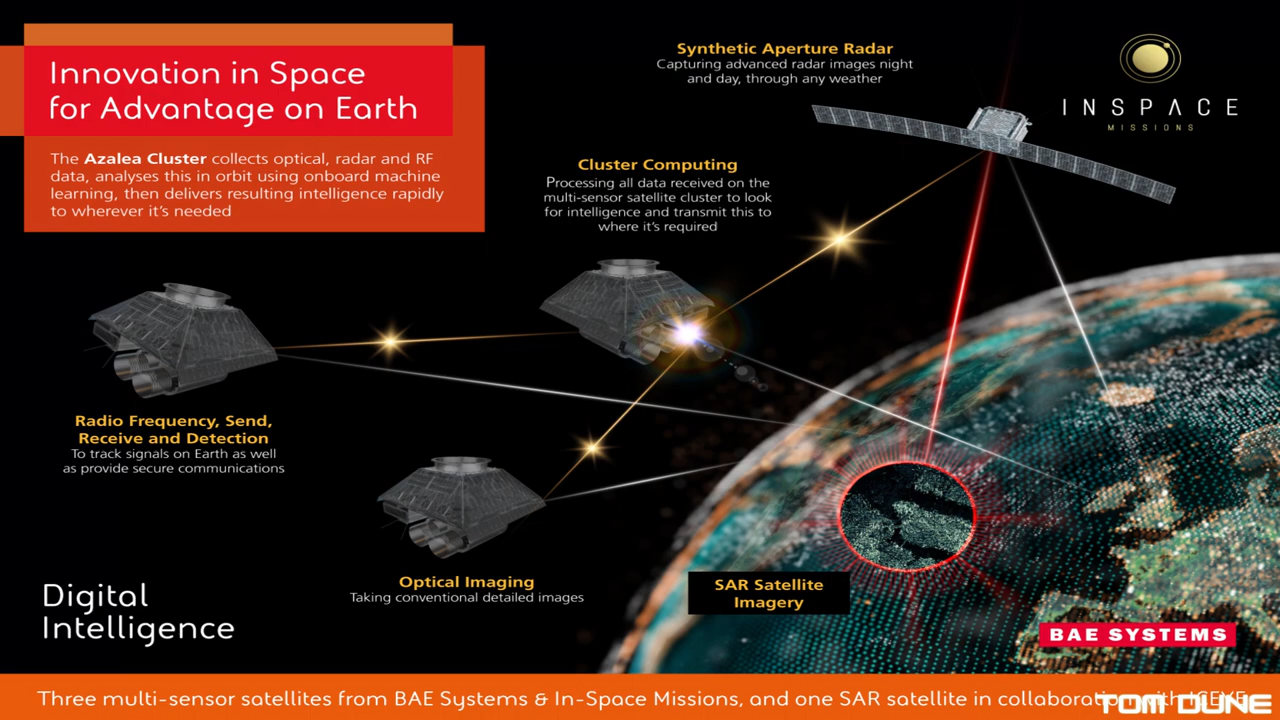 Innovation in Space
for Advantage on Earth
The Azalea Cluster collects optical, radar and RF
data, analyses this in orbit using onboard machine
learning, then delivers resulting intelligence rapidly
to wherever it's needed
Synthetic Aperture Radar
Capturing advanced radar images night
and day, through any weather
INSPACE
MISSIONS
Cluster Computing
Processing all data received on the
multi-sensor satellite cluster to look
for intelligence and transmit this to
where it's required
Radio Frequency, Send,
Receive and Detection
To track signals on Earth as well
as provide secure communications
Optical Imaging
Taking conventional detailed images
SAR Satellite
Imagery
Digital
Intelligence
BAE SYSTEMS
Three multi-sensor satellites from BAE Systems & In-Space Missions, and one SAR satellite in collaboration with ICEYE
TOM DUNE